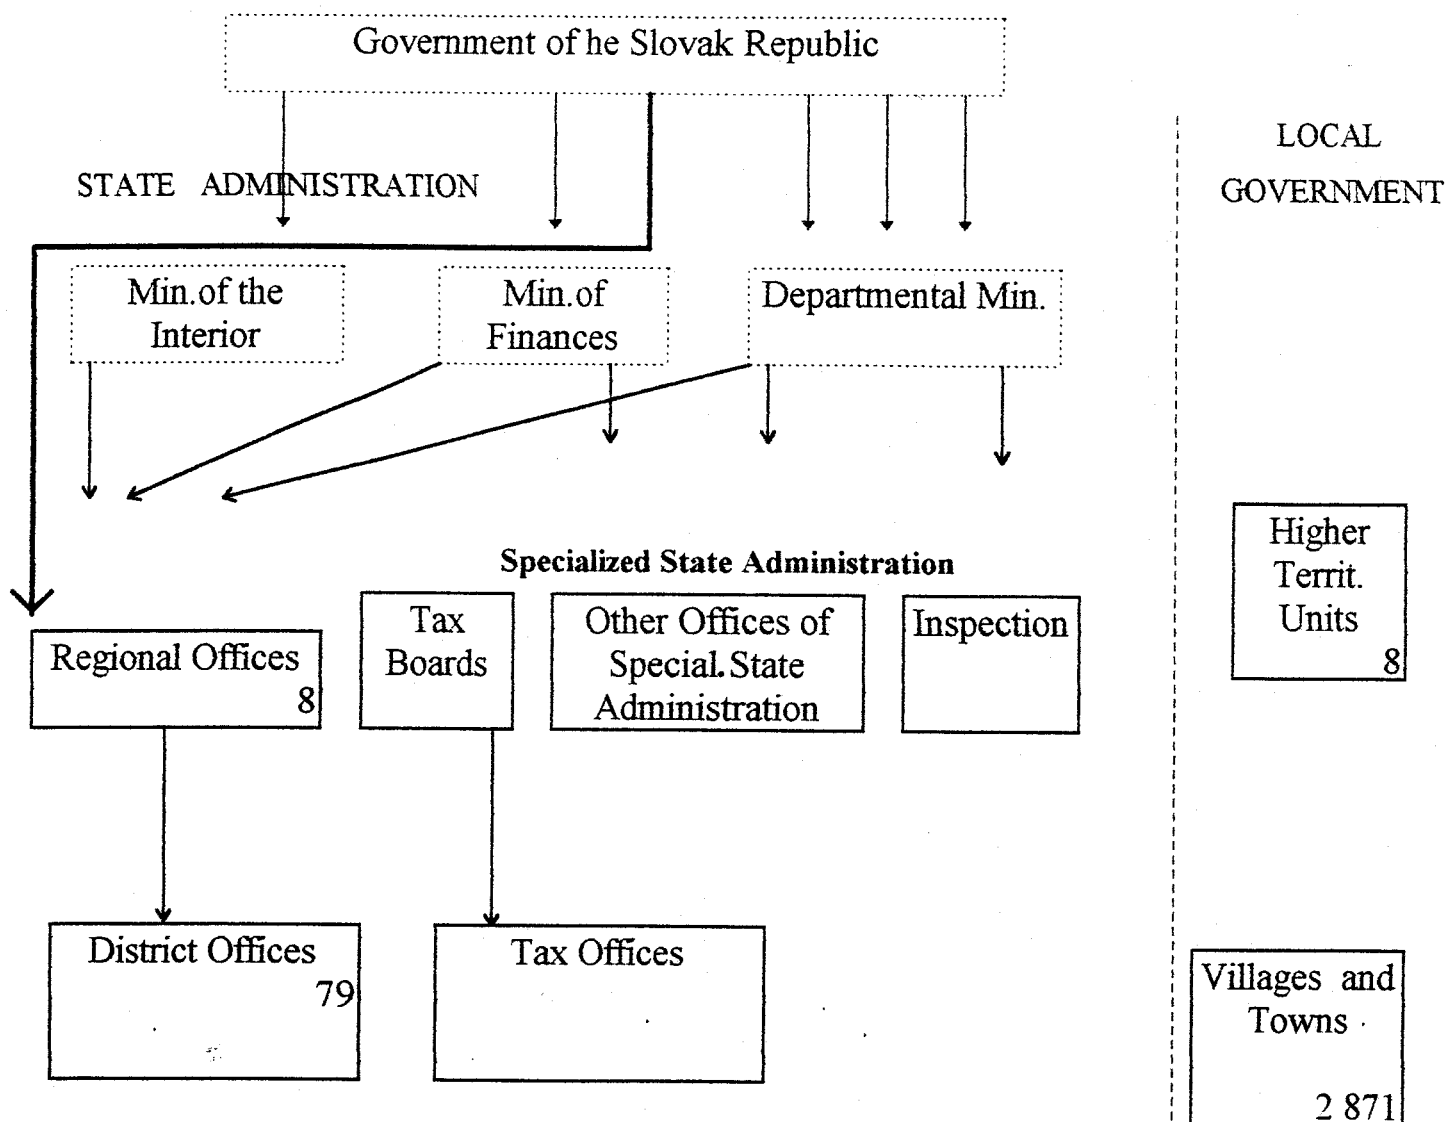 Government of he Slovak Republic
STATE ADMINISTRATION
LOCAL
GOVERNMENT
Min.of the
Interior
Min.of
Finances
Departmental Min.
Specialized State Administration
Regional Offices
8
Tax
Boards
Other Offices of
Special.State
Administration
Inspection
Higher
Territ.
Units
8
District Offices
79
Tax Offices
Villages and
Towns
2 871